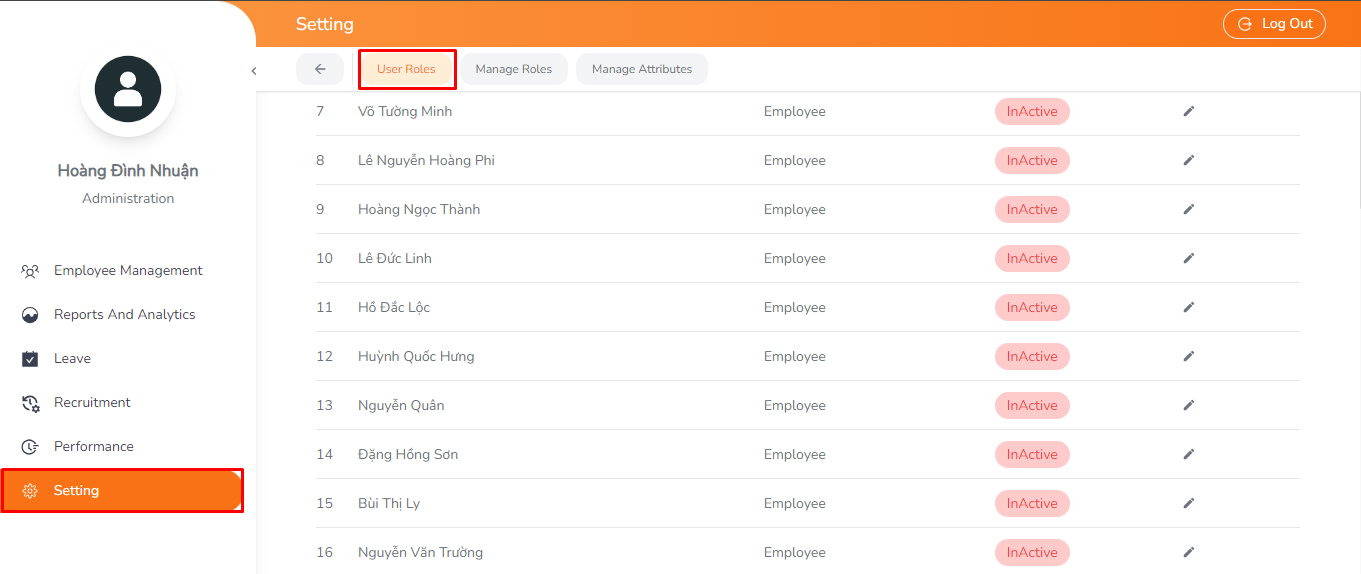 Setting
Log Out
User Roles
Manage Roles
Manage Attributes
Hoàng Đình Nhuận
Administration
Employee Management
Reports And Analytics
Leave
Recruitment
Performance
Setting
7 Võ Tường Minh Employee InActive
8 Lê Nguyễn Hoàng Phi Employee InActive
9 Hoàng Ngọc Thành Employee InActive
10 Lê Đức Linh Employee InActive
11 Hồ Đắc Lộc Employee InActive
12 Huỳnh Quốc Hưng Employee InActive
13 Nguyễn Quân Employee InActive
14 Đặng Hồng Sơn Employee InActive
15 Bùi Thị Ly Employee InActive
16 Nguyễn Văn Trường Employee InActive